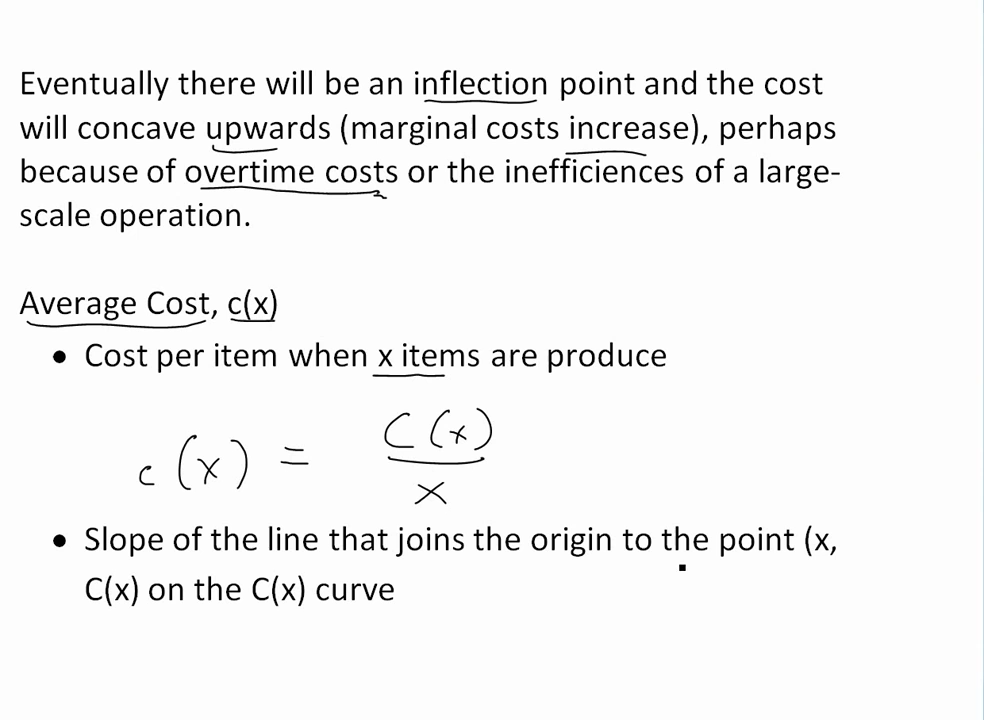 Eventually there will be an inflection point and the cost
will concave upwards (marginal costs increase), perhaps
because of overtime costs or the inefficiences of a large-
scale operation.
Average Cost, c(x)
• Cost per item when x items are produce
c(x) = C(x)/x
• Slope of the line that joins the origin to the point (x,
C(x) on the C(x) curve